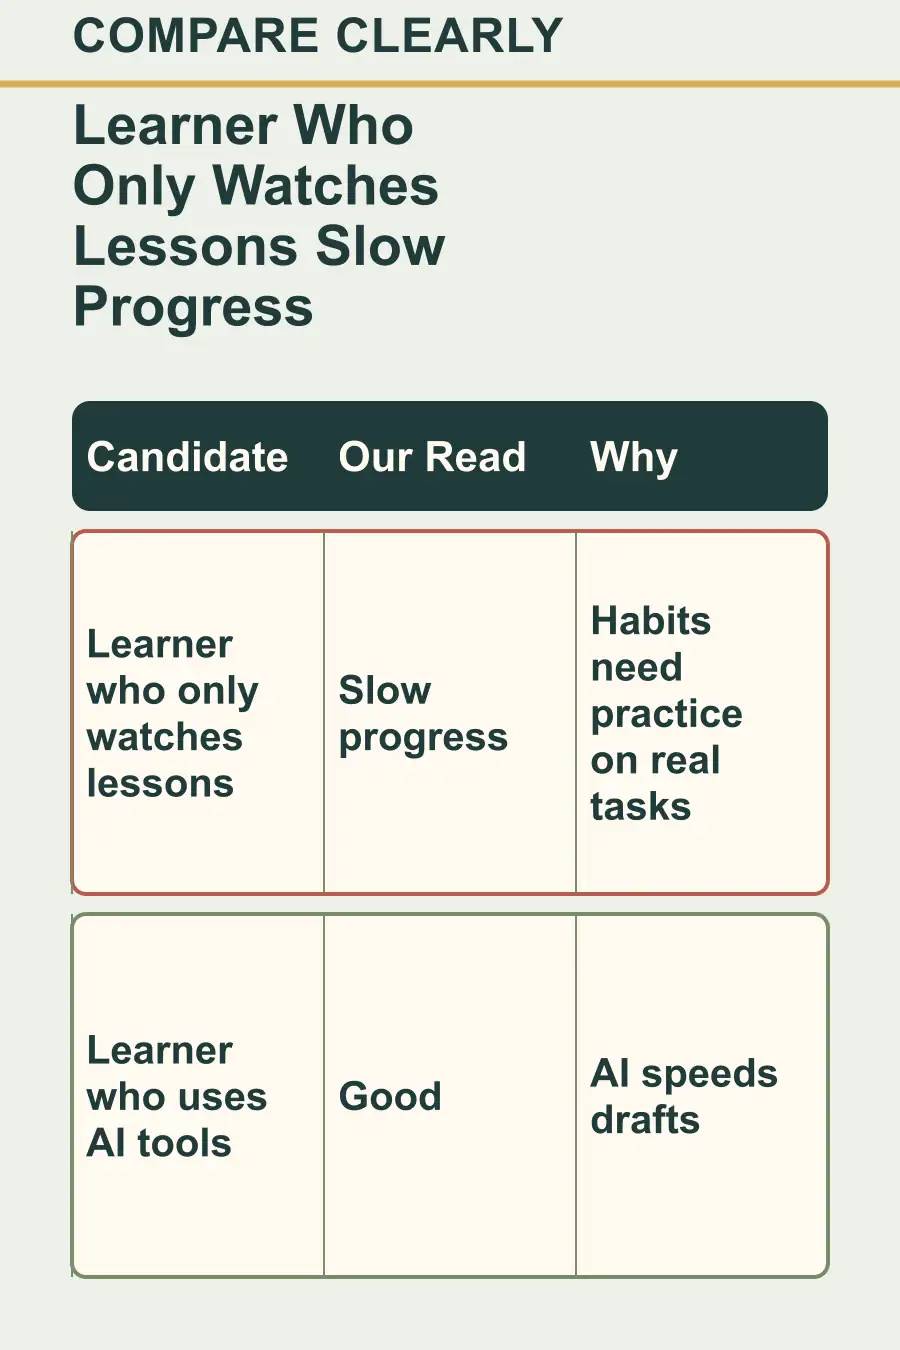 COMPARE CLEARLY
Learner Who
Only Watches
Lessons Slow
Progress
Candidate Our Read Why
Learner
who only
watches
lessons
Slow
progress
Habits
need
practice
on real
tasks
Learner
who uses
AI tools
Good
AI speeds
drafts